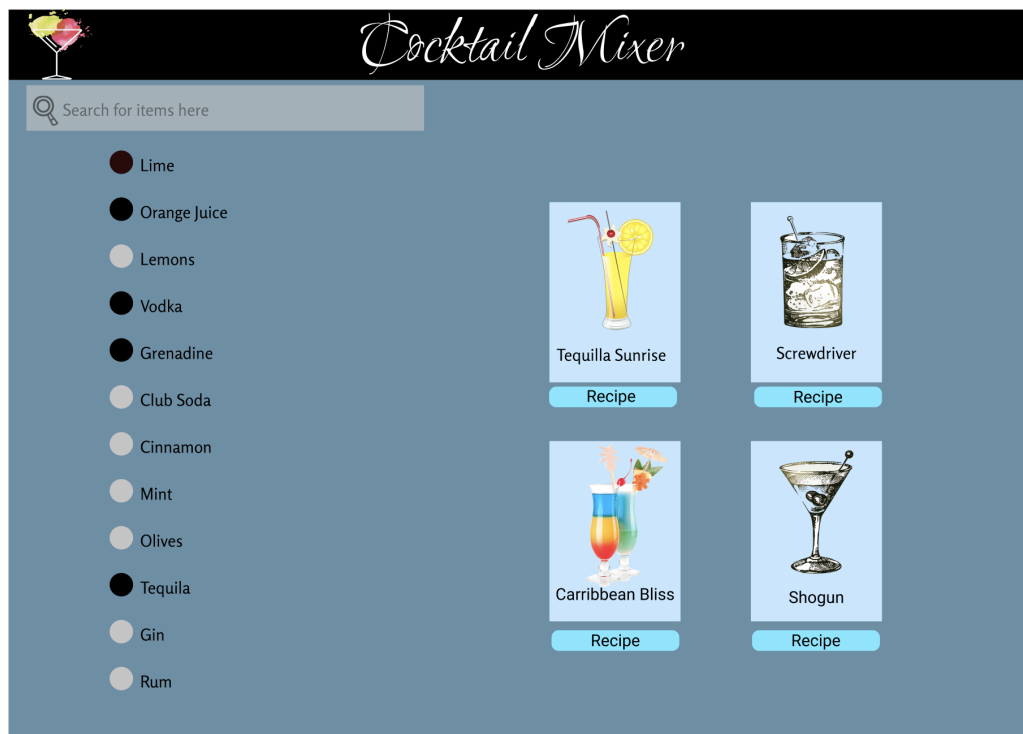 Cocktail Mixer
Search for items here
Lime
Orange Juice
Lemons
Vodka
Grenadine
Club Soda
Cinnamon
Mint
Olives
Tequila
Gin
Rum
Tequilla Sunrise
Screwdriver
Recipe
Recipe
Carribbean Bliss
Shogun
Recipe
Recipe